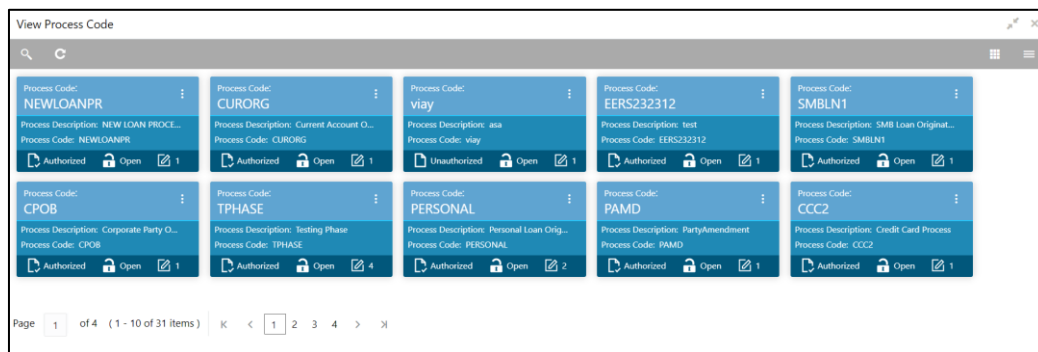 View Process Code
Process Code: Process Code: Process Code: Process Code: Process Code:
NEWLOANPR CURORG viay EERS232312 SMBLN1
Process Description: NEW LOAN PROCE... Process Description: Current Account O... Process Description: asa Process Description: test Process Description: SMB Loan Originat...
Process Code: NEWLOANPR Process Code: CURORG Process Code: viay Process Code: EERS232312 Process Code: SMBLN1
Authorized Open 1 Authorized Open 1 Unauthorized Open 1 Authorized Open 1 Authorized Open 1
Process Code: Process Code: Process Code: Process Code: Process Code:
CPOB TPHASE PERSONAL PAMD CCC2
Process Description: Corporate Party O... Process Description: Testing Phase Process Description: Personal Loan Orig... Process Description: PartyAmendment Process Description: Credit Card Process
Process Code: CPOB Process Code: TPHASE Process Code: PERSONAL Process Code: PAMD Process Code: CCC2
Authorized Open 1 Authorized Open 4 Authorized Open 2 Authorized Open 1 Authorized Open 1
Page 1 of 4 ( 1 - 10 of 31 items ) 1 2 3 4